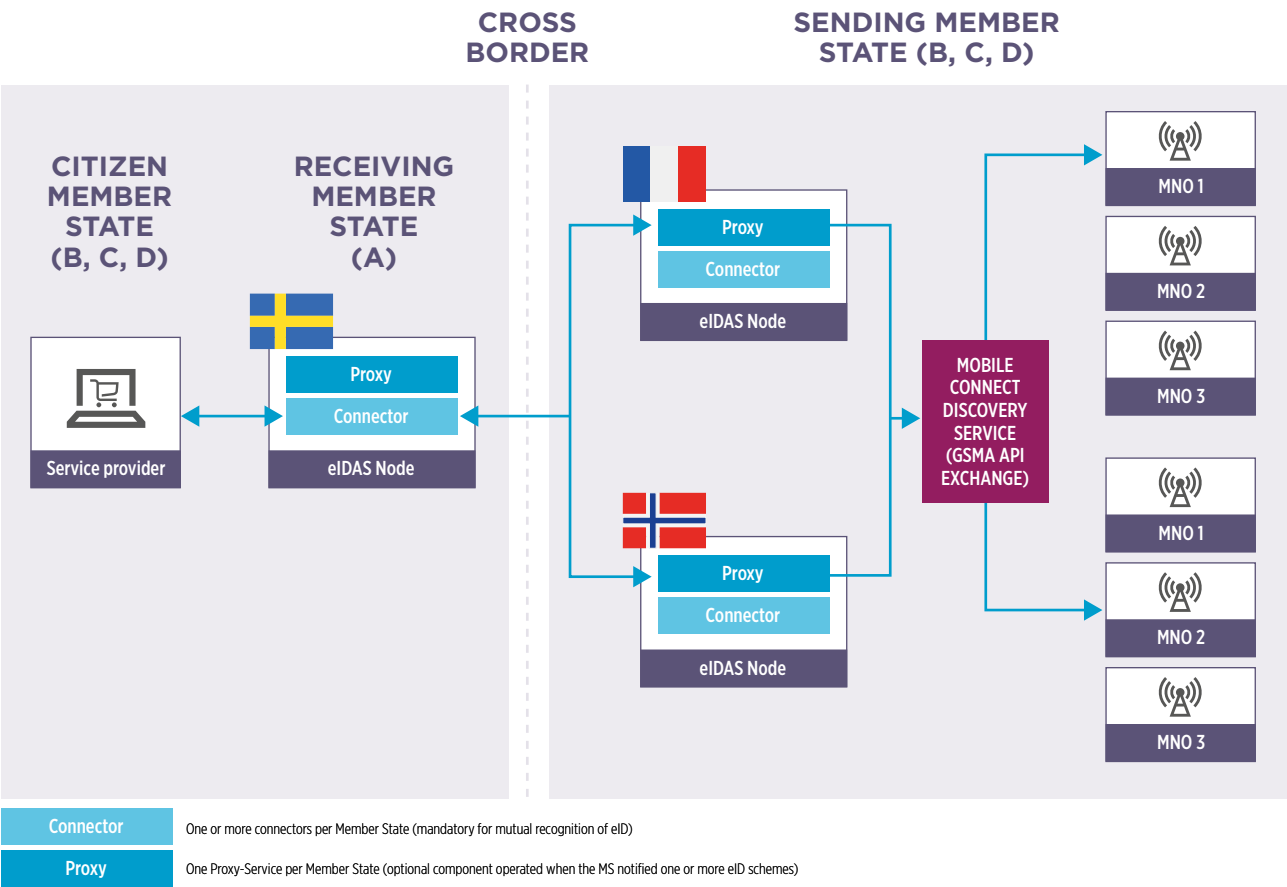 CROSS
BORDER
SENDING MEMBER
STATE (B, C, D)
CITIZEN
MEMBER
STATE
(B, C, D)
RECEIVING
MEMBER
STATE
(A)
Service provider
Proxy
Connector
eIDAS Node
Proxy
Connector
eIDAS Node
Proxy
Connector
eIDAS Node
MOBILE
CONNECT
DISCOVERY
SERVICE
(GSMA API
EXCHANGE)
MNO 1
MNO 2
MNO 3
MNO 1
MNO 2
MNO 3
Connector
One or more connectors per Member State (mandatory for mutual recognition of eID)
Proxy
One Proxy-Service per Member State (optional component operated when the MS notified one or more eID schemes)